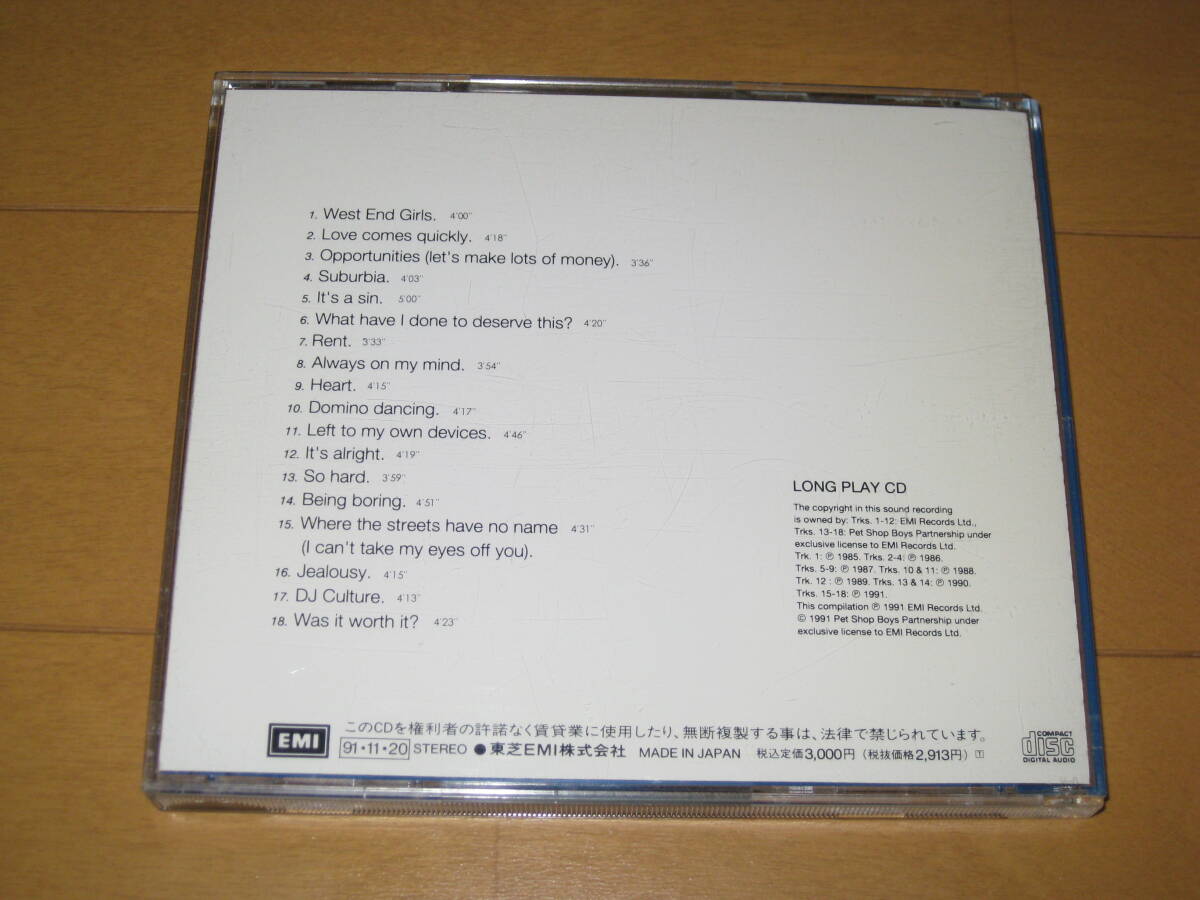 1. West End Girls. 4'00"
2. Love comes quickly. 4'18"
3. Opportunities (let's make lots of money). 3'36"
4. Suburbia. 4'03"
5. It's a sin. 5'00"
6. What have I done to deserve this? 4'20"
7. Rent. 3'33"
8. Always on my mind. 3'54"
9. Heart. 4'15"
10. Domino dancing. 4'17"
11. Left to my own devices. 4'46"
12. It's alright. 4'19"
13. So hard. 3'59"
14. Being boring. 4'51"
15. Where the streets have no name 4'31"
(I can't take my eyes off you).
16. Jealousy. 4'15"
17. DJ Culture. 4'13"
18. Was it worth it? 4'23"
LONG PLAY CD
The copyright in this sound recording
is owned by: Trks. 1-12: EMI Records Ltd.,
Trks. 13-18: Pet Shop Boys Partnership under
exclusive license to EMI Records Ltd.
Trk. 1: ℗ 1985. Trks. 2-4: ℗ 1986.
Trks. 5-9: ℗ 1987. Trks. 10 & 11: ℗ 1988.
Trk. 12 : ℗ 1989. Trks. 13 & 14: ℗ 1990.
Trks. 15-18: ℗ 1991.
This compilation ℗ 1991 EMI Records Ltd.
© 1991 Pet Shop Boys Partnership under
exclusive license to EMI Records Ltd.
EMI
このCDを権利者の許諾なく賃貸業に使用したり、無断複製する事は、法律で禁じられています。
91・11・20 STEREO ●東芝EMI株式会社 MADE IN JAPAN 税込定価3,000円 (税抜価格2,913円) 🅃
COMPACT
disc
DIGITAL AUDIO